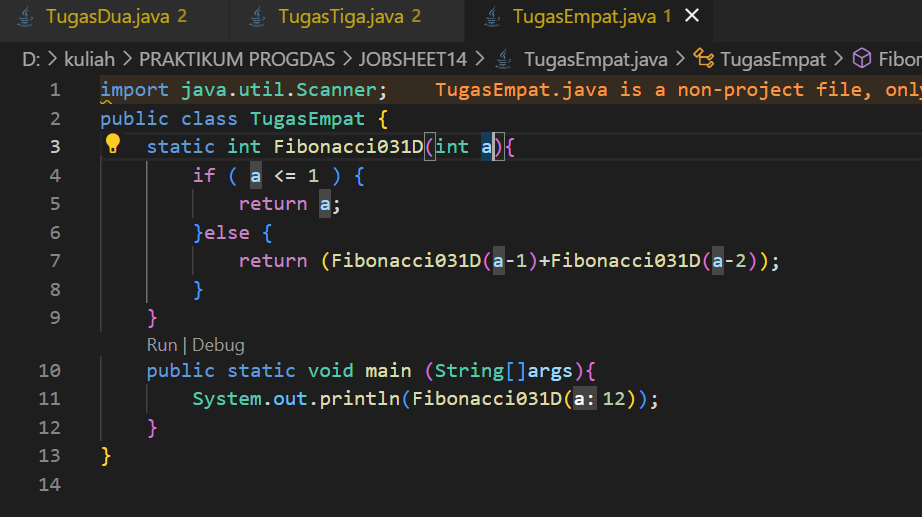 TugasDua.java 2 TugasTiga.java 2 TugasEmpat.java 1 ×
D: > kuliah > PRAKTIKUM PROGDAS > JOBSHEET14 > TugasEmpat.java > TugasEmpat > Fibon
1 import java.util.Scanner; TugasEmpat.java is a non-project file, only
2 public class TugasEmpat {
3 static int Fibonacci031D(int a){
4 if ( a <= 1 ) {
5 return a;
6 }else {
7 return (Fibonacci031D(a-1)+Fibonacci031D(a-2));
8 }
9 }
Run | Debug
10 public static void main (String[]args){
11 System.out.println(Fibonacci031D(a: 12));
12 }
13 }
14